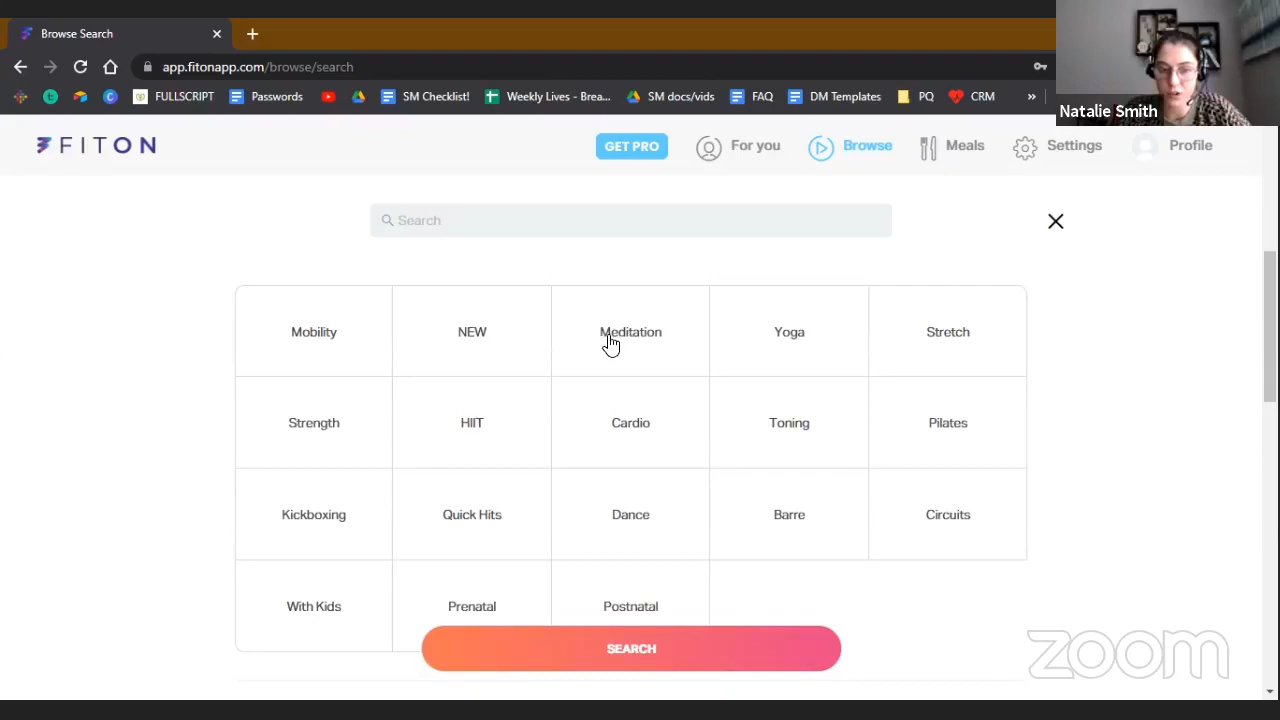 Browse Search
app.fitonapp.com/browse/search
FULLSCRIPT Passwords SM Checklist! Weekly Lives - Brea... SM docs/vids FAQ DM Templates PQ CRM »
Natalie Smith
FITON GET PRO For you Browse Meals Settings Profile
Search
Mobility NEW Meditation Yoga Stretch
Strength HIIT Cardio Toning Pilates
Kickboxing Quick Hits Dance Barre Circuits
With Kids Prenatal Postnatal
SEARCH
zoom